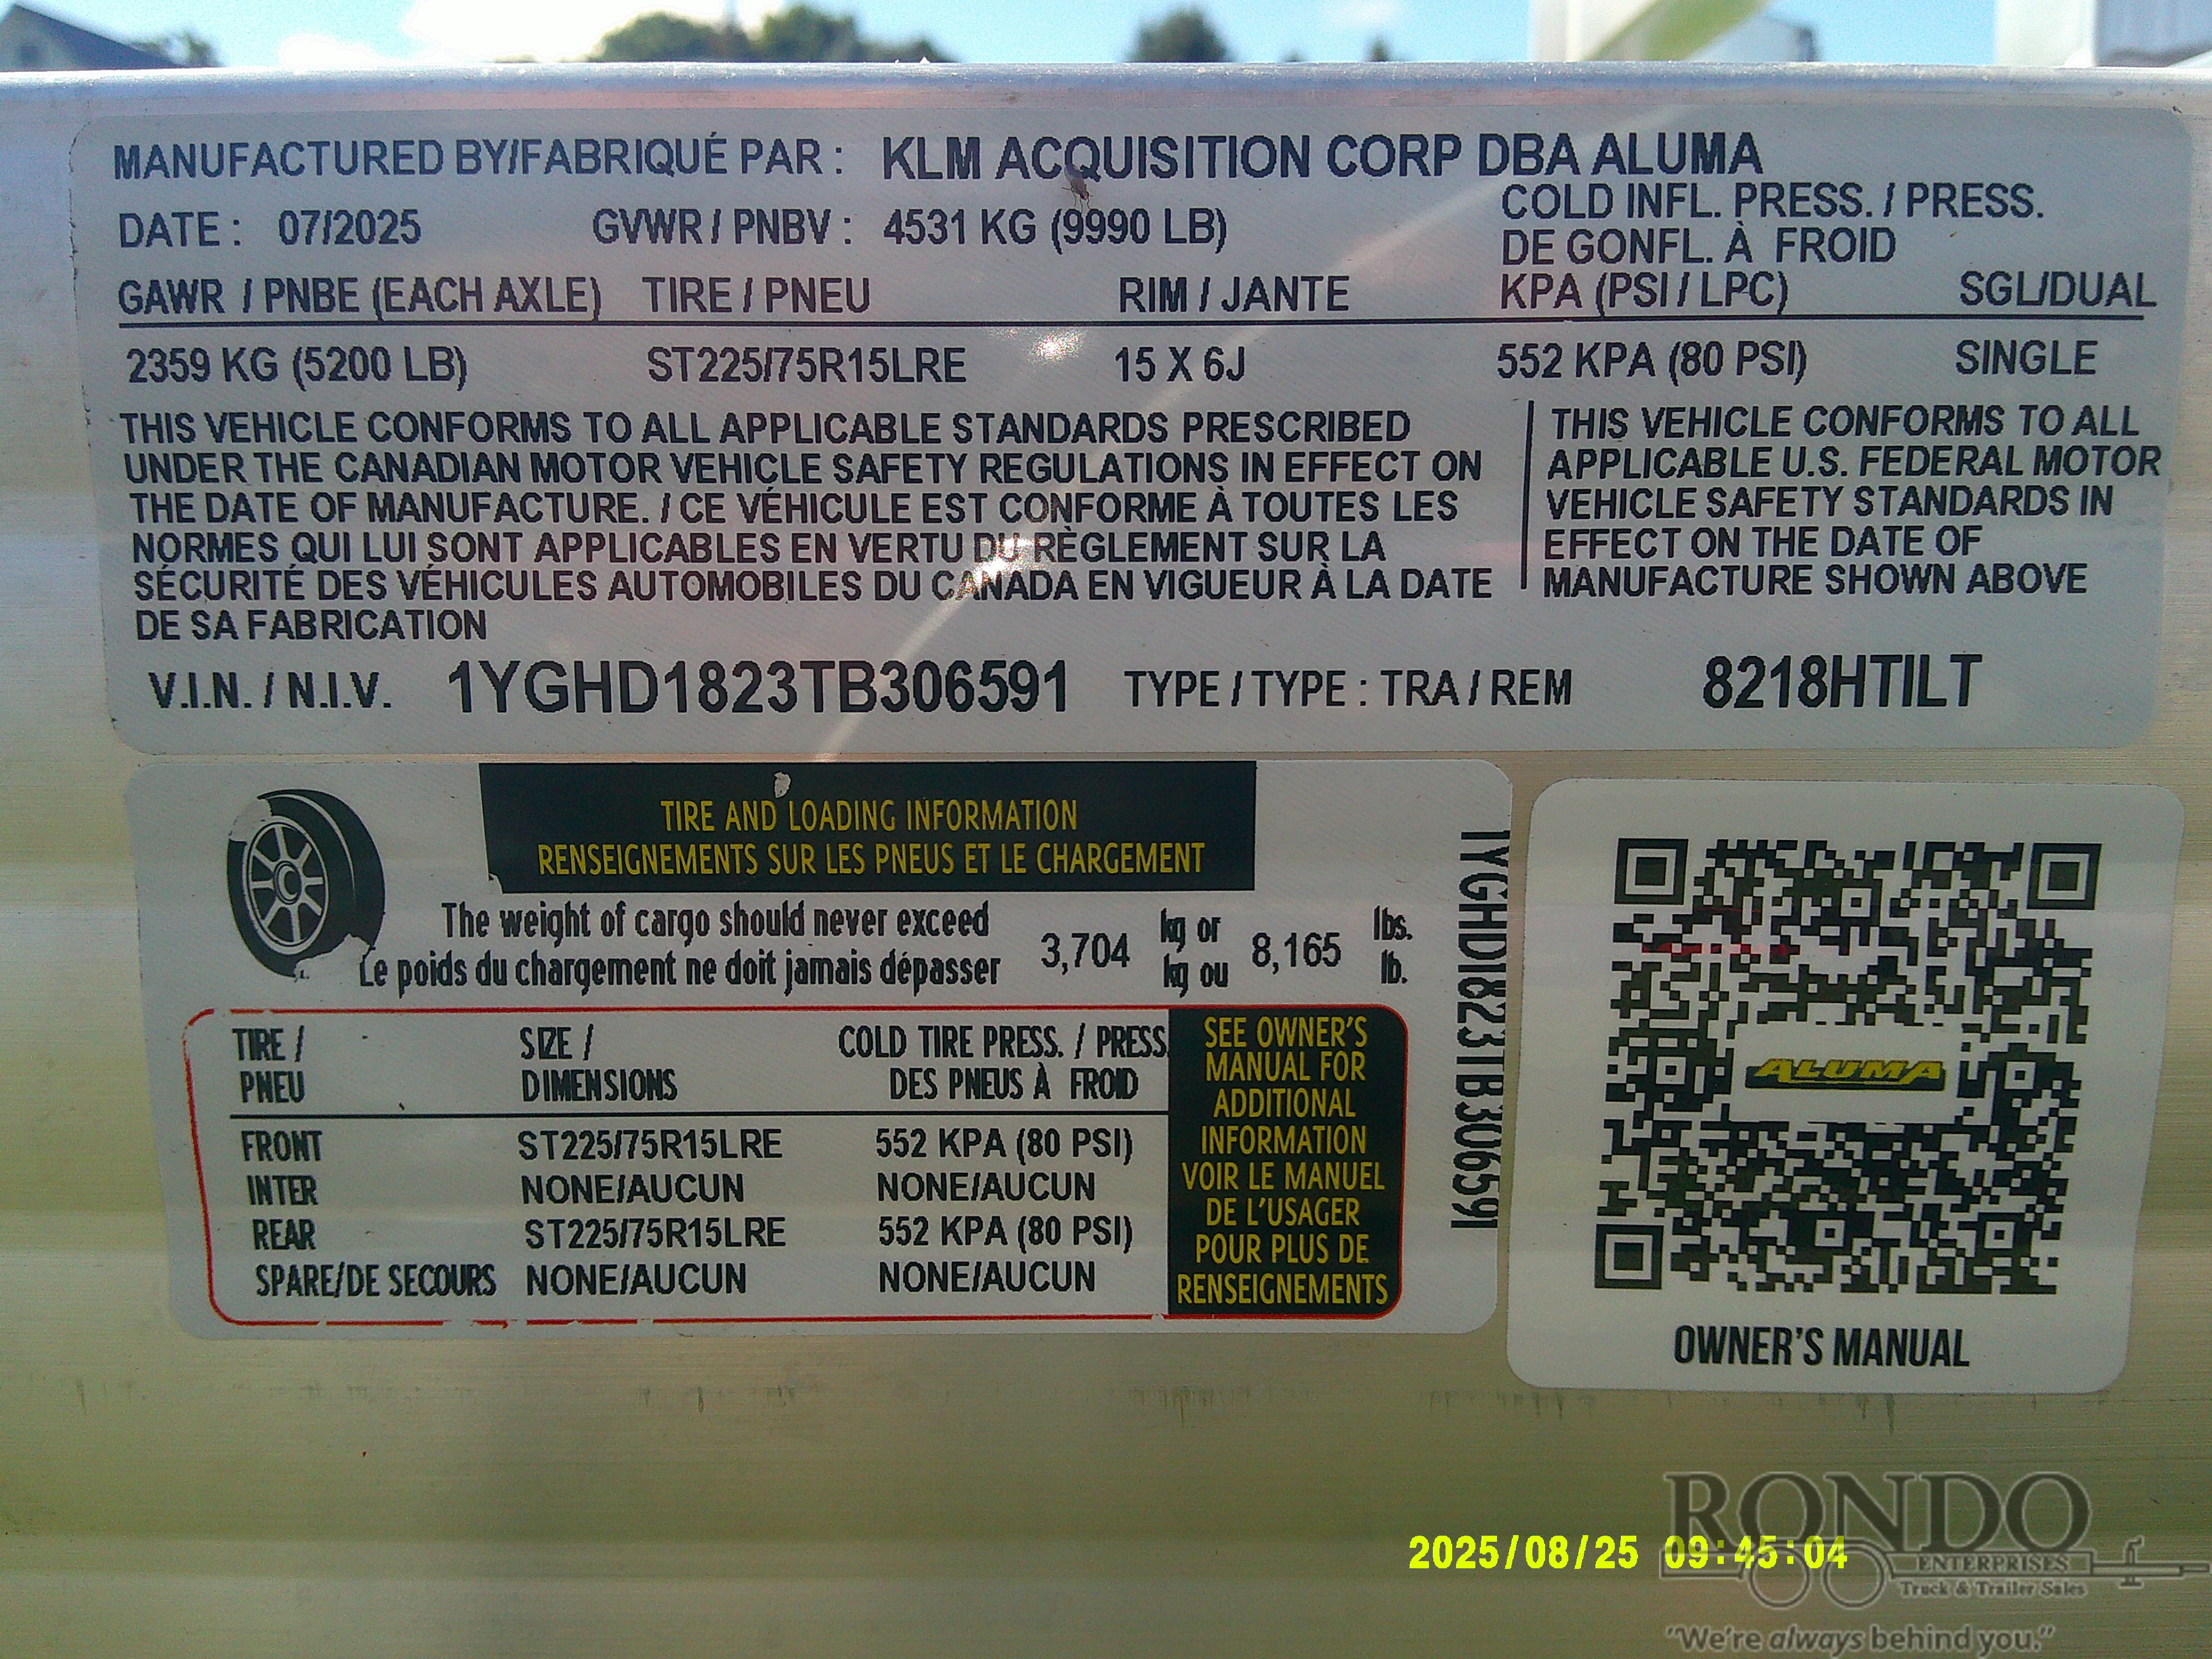 MANUFACTURED BY/FABRIQUÉ PAR : KLM ACQUISITION CORP DBA ALUMA
DATE : 07/2025 GVWR / PNBV : 4531 KG (9990 LB)
COLD INFL. PRESS. / PRESS.
DE GONFL. À FROID
GAWR / PNBE (EACH AXLE) TIRE / PNEU RIM / JANTE KPA (PSI / LPC) SGL/DUAL
2359 KG (5200 LB) ST225/75R15LRE 15 X 6J 552 KPA (80 PSI) SINGLE
THIS VEHICLE CONFORMS TO ALL APPLICABLE STANDARDS PRESCRIBED
UNDER THE CANADIAN MOTOR VEHICLE SAFETY REGULATIONS IN EFFECT ON
THE DATE OF MANUFACTURE. / CE VÉHICULE EST CONFORME À TOUTES LES
NORMES QUI LUI SONT APPLICABLES EN VERTU DU RÈGLEMENT SUR LA
SÉCURITÉ DES VÉHICULES AUTOMOBILES DU CANADA EN VIGUEUR À LA DATE
DE SA FABRICATION
THIS VEHICLE CONFORMS TO ALL
APPLICABLE U.S. FEDERAL MOTOR
VEHICLE SAFETY STANDARDS IN
EFFECT ON THE DATE OF
MANUFACTURE SHOWN ABOVE
V.I.N. / N.I.V. 1YGHD1823TB306591 TYPE / TYPE : TRA / REM 8218HTILT
TIRE AND LOADING INFORMATION
RENSEIGNEMENTS SUR LES PNEUS ET LE CHARGEMENT
The weight of cargo should never exceed
Le poids du chargement ne doit jamais dépasser
3,704 kg or 8,165 lbs.
kg ou lb.
TIRE / SIZE / COLD TIRE PRESS. / PRESS
PNEU DIMENSIONS DES PNEUS À FROID
FRONT ST225/75R15LRE 552 KPA (80 PSI)
INTER NONE/AUCUN NONE/AUCUN
REAR ST225/75R15LRE 552 KPA (80 PSI)
SPARE/DE SECOURS NONE/AUCUN NONE/AUCUN
SEE OWNER'S
MANUAL FOR
ADDITIONAL
INFORMATION
VOIR LE MANUEL
DE L'USAGER
POUR PLUS DE
RENSEIGNEMENTS
1YGHD1823TB306591
ALUMA
OWNER'S MANUAL
2025/08/25 09:45:04
RONDO
ENTERPRISES
Truck & Trailer Sales
"We're always behind you."